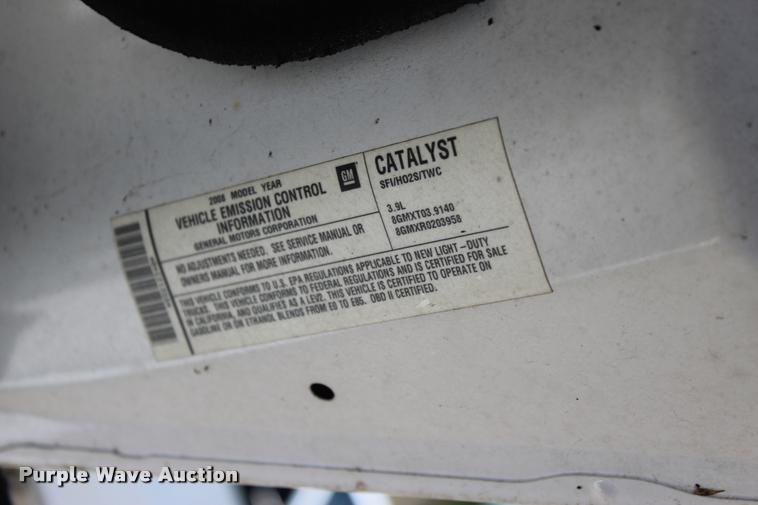 2008 MODEL YEAR
VEHICLE EMISSION CONTROL
INFORMATION
GENERAL MOTORS CORPORATION
GM
CATALYST
SFI/HO2S/TWC
3.9L
8GMXT03.9140
8GMXR0203958
NO ADJUSTMENTS NEEDED. SEE SERVICE MANUAL OR
OWNERS MANUAL FOR MORE INFORMATION.
THIS VEHICLE CONFORMS TO U.S. EPA REGULATIONS APPLICABLE TO NEW LIGHT-DUTY
TRUCKS. THIS VEHICLE CONFORMS TO FEDERAL REGULATIONS AND IS CERTIFIED FOR SALE
IN CALIFORNIA, AND QUALIFIES AS A LEV2. THIS VEHICLE IS CERTIFIED TO OPERATE ON
GASOLINE OR ON ETHANOL BLENDS FROM E0 TO E85. OBD II CERTIFIED.
Purple Wave Auction